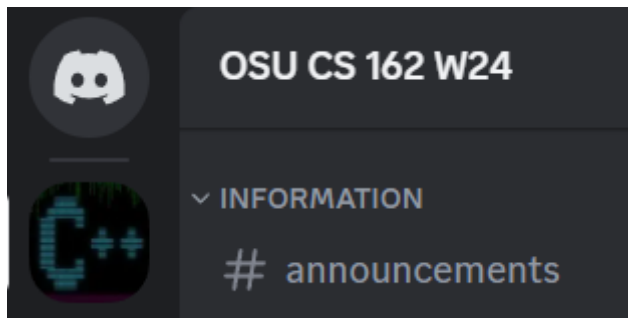 OSU CS 162 W24
INFORMATION
# announcements
C++